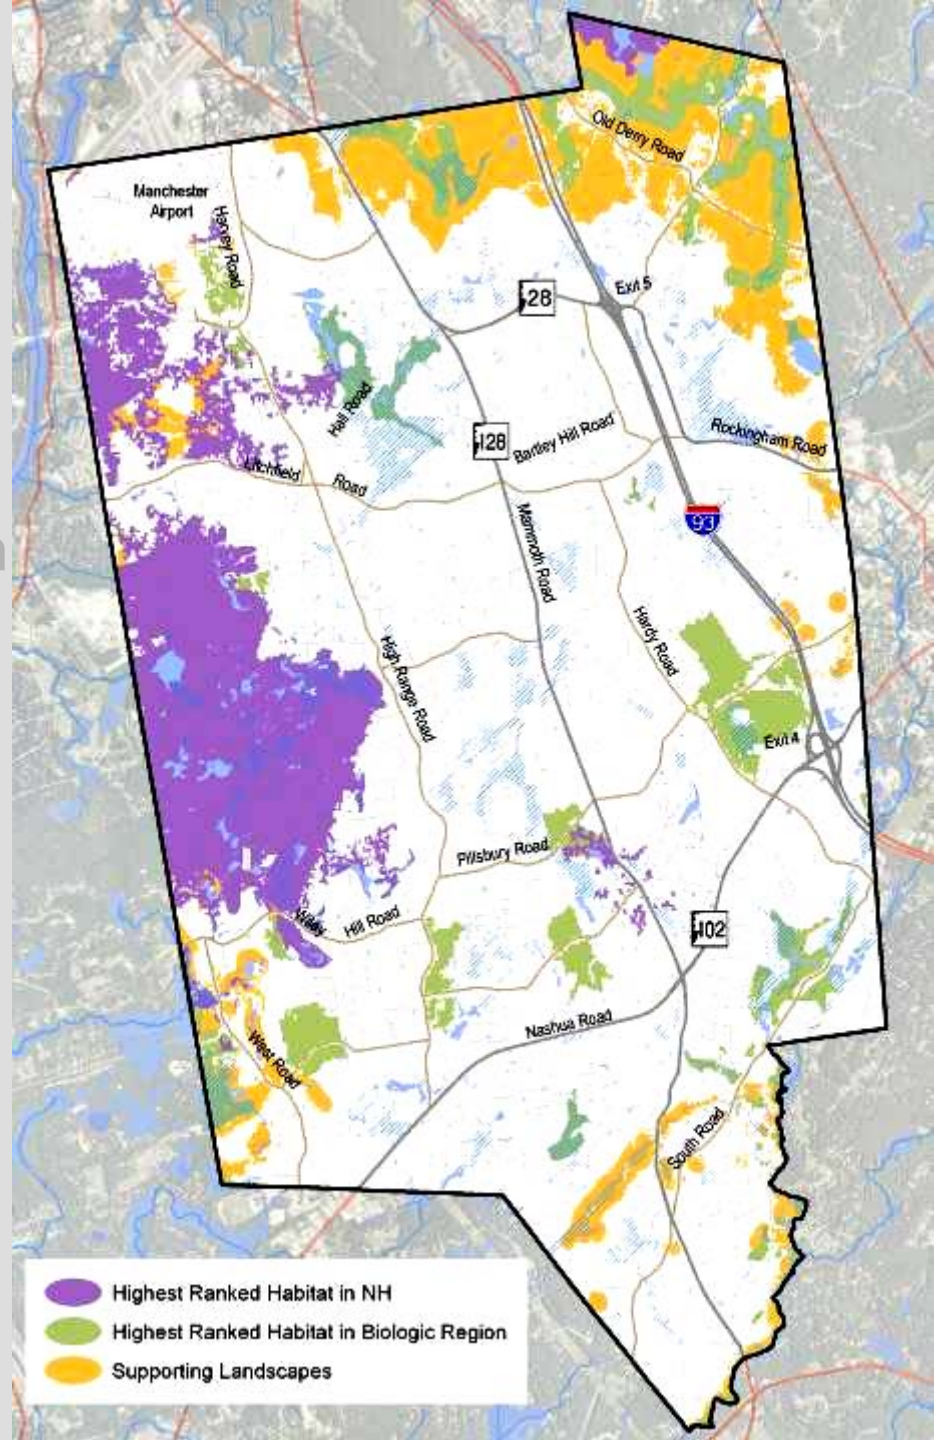 Old Derry Road
Manchester
Airport
Harvey Road
Exit 5
28
Hall Road
128
Bartley Hill Road
Rockingham Road
Litchfield
Road
93
Mammoth Road
Hardy Road
High Range Road
Exit 4
Pillsbury Road
Wiley
Hill Road
102
Nashua Road
West Road
South Road
Highest Ranked Habitat in NH
Highest Ranked Habitat in Biologic Region
Supporting Landscapes